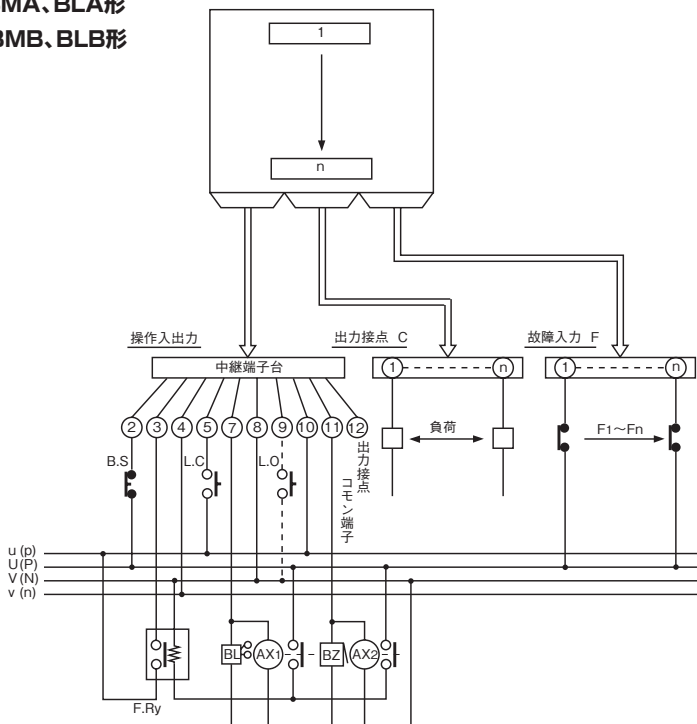 BMA、BLA形
BMB、BLB形
1
n
操作入出力
出力接点 C
故障入力 F
中継端子台
1
n
1
n
2 3 4 5 7 8 9 10 11 12
負荷
F1~Fn
B.S
L.C
L.O
出力接点
コモン端子
u (p)
U(P)
V(N)
v (n)
BL
AX1
BZ
AX2
F.Ry